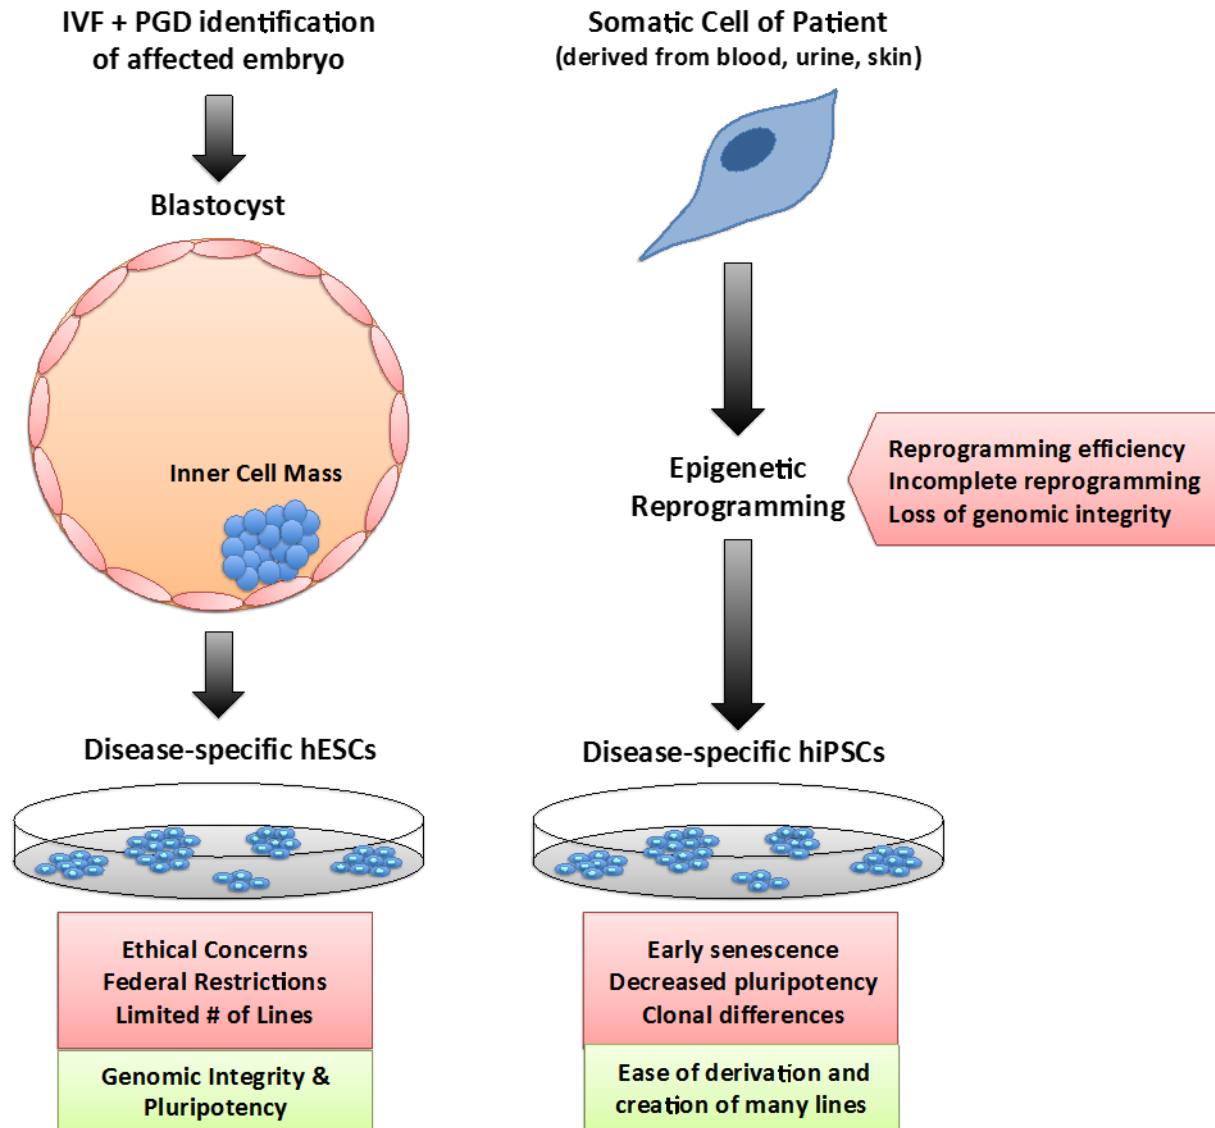 IVF + PGD identification
of affected embryo
Blastocyst
Inner Cell Mass
Disease-specific hESCs
Ethical Concerns
Federal Restrictions
Limited # of Lines
Genomic Integrity &
Pluripotency
Somatic Cell of Patient
(derived from blood, urine, skin)
Epigenetic
Reprogramming
Reprogramming efficiency
Incomplete reprogramming
Loss of genomic integrity
Disease-specific hiPSCs
Early senescence
Decreased pluripotency
Clonal differences
Ease of derivation and
creation of many lines